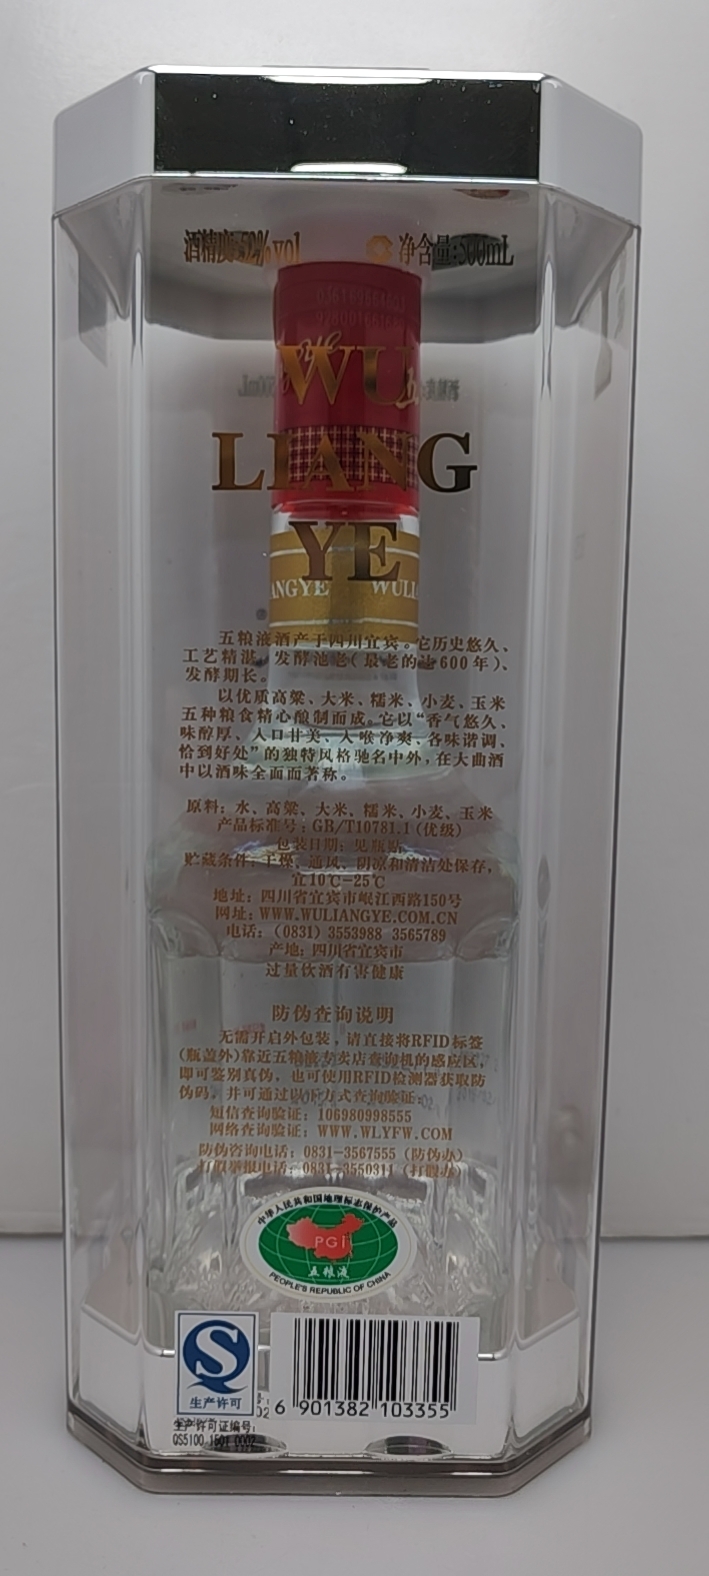 酒精度:52%vol 净含量:500mL
WU
LIANG
YE
ANGYE WULIA
五粮液酒产于四川宜宾。它历史悠久、
工艺精湛、发酵池老(最老的达600年)、
发酵期长。
以优质高粱、大米、糯米、小麦、玉米
五种粮食精心酿制而成。它以“香气悠久、
味醇厚、入口甘美、入喉净爽、各味谐调、
恰到好处”的独特风格驰名中外,在大曲酒
中以酒味全面而著称。
原料:水、高粱、大米、糯米、小麦、玉米
产品标准号:GB/T10781.1(优级)
包装日期:见瓶贴
贮藏条件:干燥、通风、阴凉和清洁处保存,
宜10℃-25℃
地址:四川省宜宾市岷江西路150号
网址:WWW.WULIANGYE.COM.CN
电话:(0831) 3553988 3565789
产地:四川省宜宾市
过量饮酒有害健康
防伪查询说明
无需开启外包装,请直接将RFID标签
(瓶盖外)靠近五粮液专卖店查询机的感应区,
即可鉴别真伪,也可使用RFID检测器获取防
伪码,并可通过以下方式查询验证:
短信查询验证:106980998555
网络查询验证:WWW.WLYFW.COM
防伪咨询电话:0831-3567555(防伪办)
打假举报电话:0831-3550311(打假办)
中华人民共和国地理标志保护产品
PGI
五粮液
PEOPLE'S REPUBLIC OF CHINA
生产许可
生产许可证编号:
QS5100 1501 0002
6 901382 103355